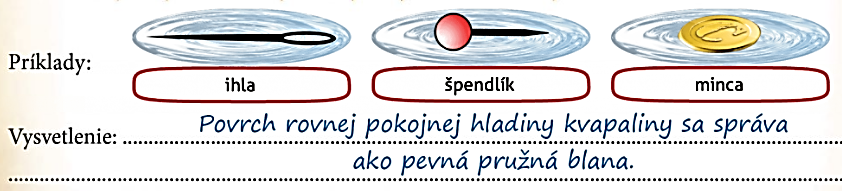 Príklady:
ihla špendlík minca
Vysvetlenie: Povrch rovnej pokojnej hladiny kvapaliny sa správa
ako pevná pružná blana.